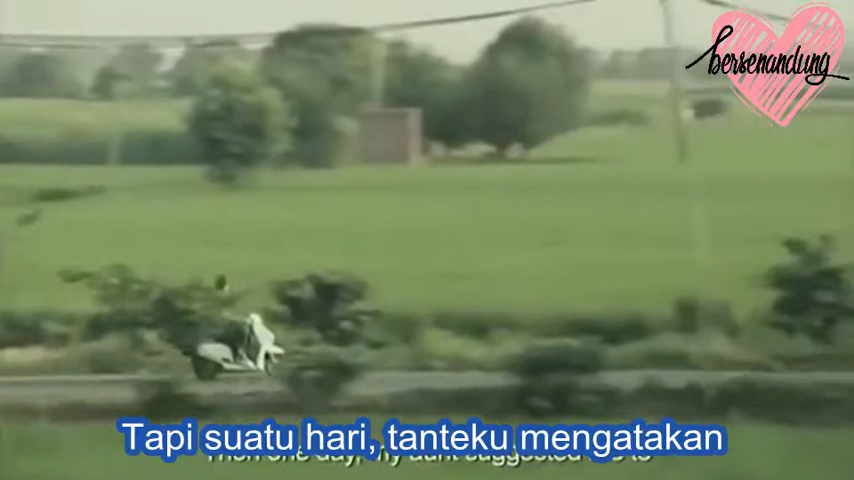 bersenandung
Tapi suatu hari, tanteku mengatakan